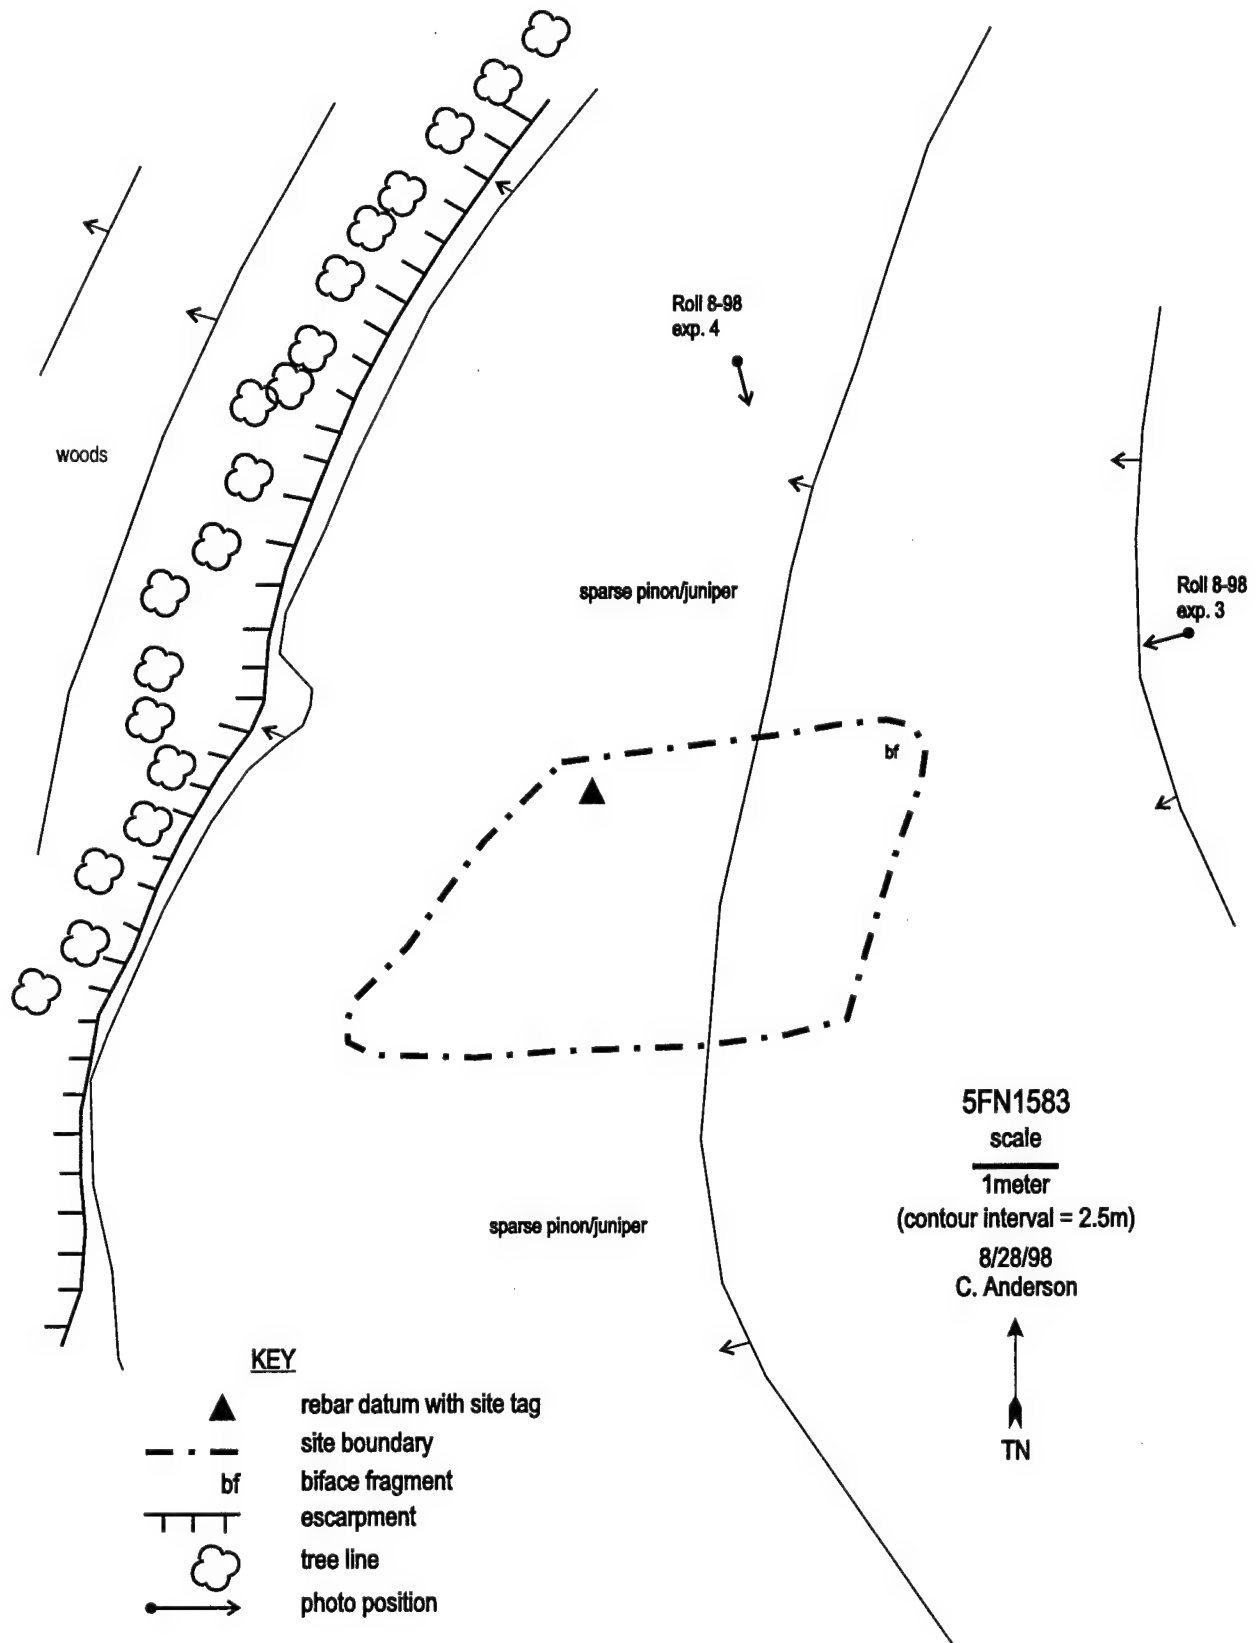 Roll 8-98
exp. 4
woods
sparse pinon/juniper
Roll 8-98
exp. 3
bf
5FN1583
scale
1meter
(contour interval = 2.5m)
8/28/98
C. Anderson
TN
sparse pinon/juniper
KEY
rebar datum with site tag
site boundary
bf biface fragment
escarpment
tree line
photo position